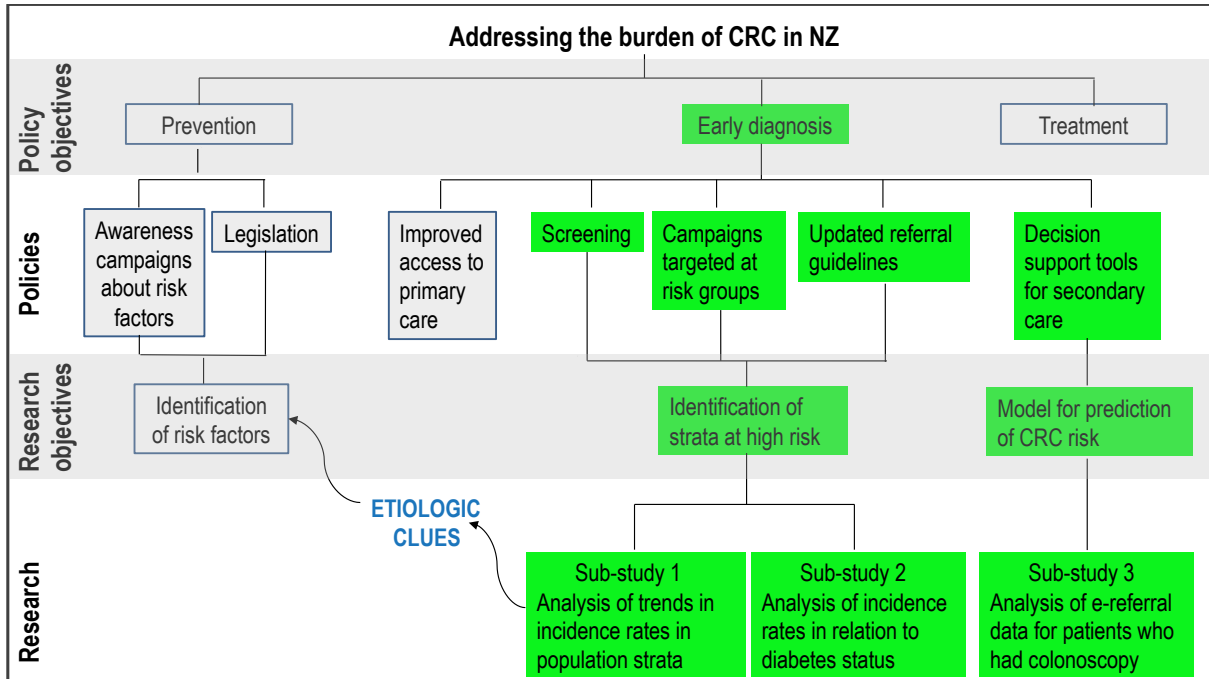 Addressing the burden of CRC in NZ
Policy
objectives
Prevention
Early diagnosis
Treatment
Policies
Awareness
campaigns
about risk
factors
Legislation
Improved
access to
primary
care
Screening
Campaigns
targeted at
risk groups
Updated referral
guidelines
Decision
support tools
for secondary
care
Research
objectives
Identification
of risk factors
Identification of
strata at high risk
Model for prediction
of CRC risk
ETIOLOGIC
CLUES
Research
Sub-study 1
Analysis of trends in
incidence rates in
population strata
Sub-study 2
Analysis of incidence
rates in relation to
diabetes status
Sub-study 3
Analysis of e-referral
data for patients who
had colonoscopy